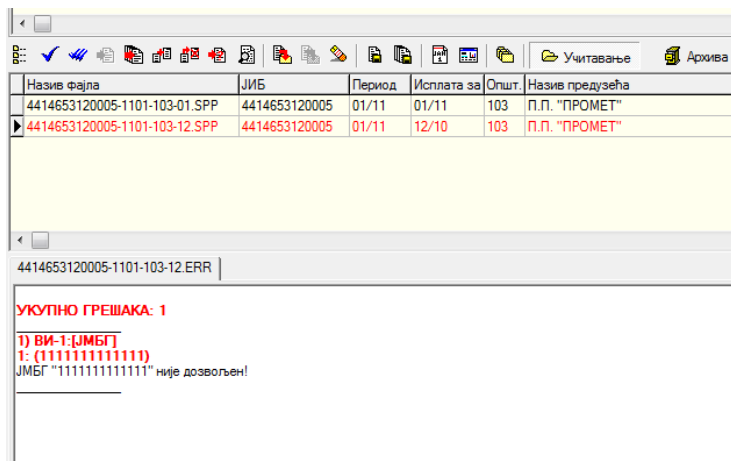 Учитавање Архива
Назив фајла ЈИБ Период Исплата за Општ. Назив предузећа
4414653120005-1101-103-01.SPP 4414653120005 01/11 01/11 103 П.П. "ПРОМЕТ"
4414653120005-1101-103-12.SPP 4414653120005 01/11 12/10 103 П.П. "ПРОМЕТ"
4414653120005-1101-103-12.ERR
УКУПНО ГРЕШАКА: 1
1) ВИ-1:[ЈМБГ]
1: (1111111111111)
ЈМБГ "1111111111111" није дозвољен!